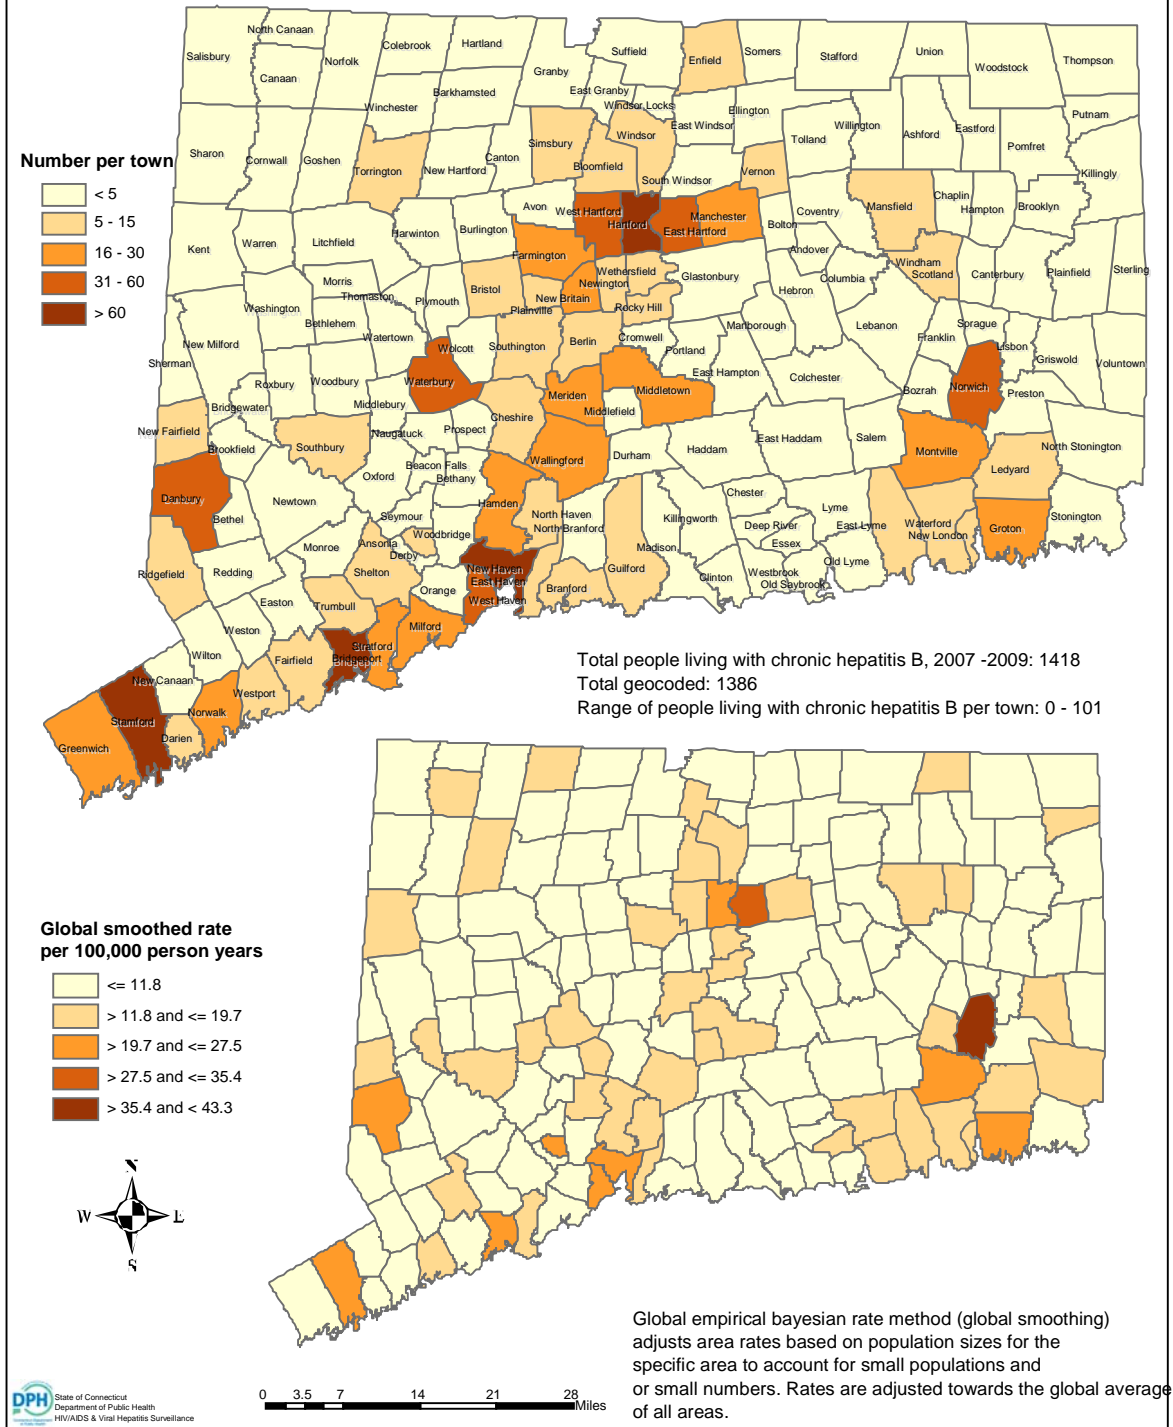 North Canaan
Colebrook
Hartland
Suffield
Enfield
Somers
Stafford
Union
Woodstock
Thompson
Salisbury
Norfolk
Canaan
Granby
East Granby
Windsor Locks
Winchester
Barkhamsted
East Windsor
Ellington
Tolland
Willington
Ashford
Eastford
Putnam
Pomfret
Killingly
Number per town
< 5
5 - 15
16 - 30
31 - 60
> 60
Sharon
Cornwall
Goshen
Torrington
New Hartford
Canton
Simsbury
Bloomfield
Windsor
South Windsor
Vernon
Mansfield
Chaplin
Hampton
Brooklyn
Kent
Warren
Litchfield
Harwinton
Burlington
Avon
West Hartford
Hartford
East Hartford
Manchester
Bolton
Coventry
Andover
Columbia
Windham
Scotland
Canterbury
Plainfield
Sterling
Farmington
Morris
Thomaston
Plymouth
Bristol
Plainville
New Britain
Newington
Wethersfield
Rocky Hill
Glastonbury
Hebron
Washington
Bethlehem
Watertown
Wolcott
Southington
Berlin
Cromwell
Portland
Marlborough
Lebanon
Franklin
Sprague
Lisbon
Griswold
Voluntown
New Milford
Sherman
Roxbury
Woodbury
Waterbury
Meriden
Middletown
East Hampton
Colchester
Bozrah
Norwich
Preston
Bridgewater
Middlebury
Cheshire
Middlefield
New Fairfield
Brookfield
Southbury
Naugatuck
Prospect
Wallingford
Durham
Haddam
East Haddam
Salem
Montville
Ledyard
North Stonington
Danbury
Newtown
Oxford
Beacon Falls
Bethany
Hamden
Bethel
Seymour
Woodbridge
North Haven
North Branford
Killingworth
Chester
Deep River
Essex
Lyme
East Lyme
Waterford
New London
Groton
Stonington
Monroe
Ansonia
Derby
Madison
Guilford
Ridgefield
Redding
Shelton
Orange
New Haven
East Haven
West Haven
Branford
Clinton
Westbrook
Old Saybrook
Old Lyme
Easton
Trumbull
Milford
Weston
Wilton
Fairfield
Stratford
Bridgeport
New Canaan
Westport
Norwalk
Stamford
Darien
Greenwich
Total people living with chronic hepatitis B, 2007 -2009: 1418
Total geocoded: 1386
Range of people living with chronic hepatitis B per town: 0 - 101
Global smoothed rate
per 100,000 person years
<= 11.8
> 11.8 and <= 19.7
> 19.7 and <= 27.5
> 27.5 and <= 35.4
> 35.4 and < 43.3
N
W E
S
Global empirical bayesian rate method (global smoothing)
adjusts area rates based on population sizes for the
specific area to account for small populations and
or small numbers. Rates are adjusted towards the global average
of all areas.
DPH
State of Connecticut
Department of Public Health
HIV/AIDS & Viral Hepatitis Surveillance
0 3.5 7 14 21 28
Miles